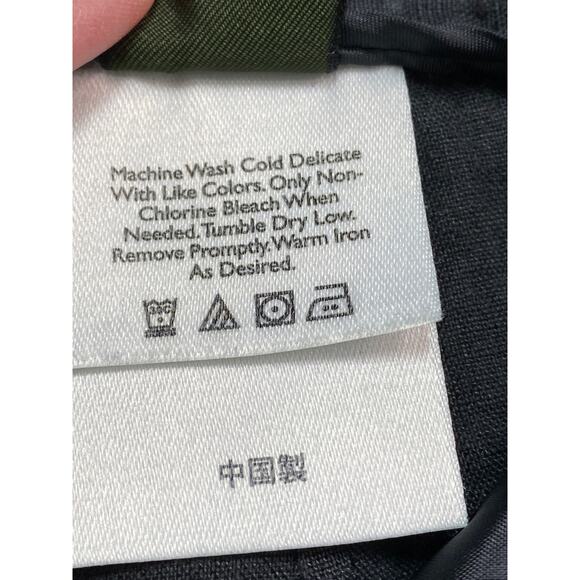 Machine Wash Cold Delicate
With Like Colors. Only Non-
Chlorine Bleach When
Needed. Tumble Dry Low.
Remove Promptly. Warm Iron
As Desired.
30C
中国製